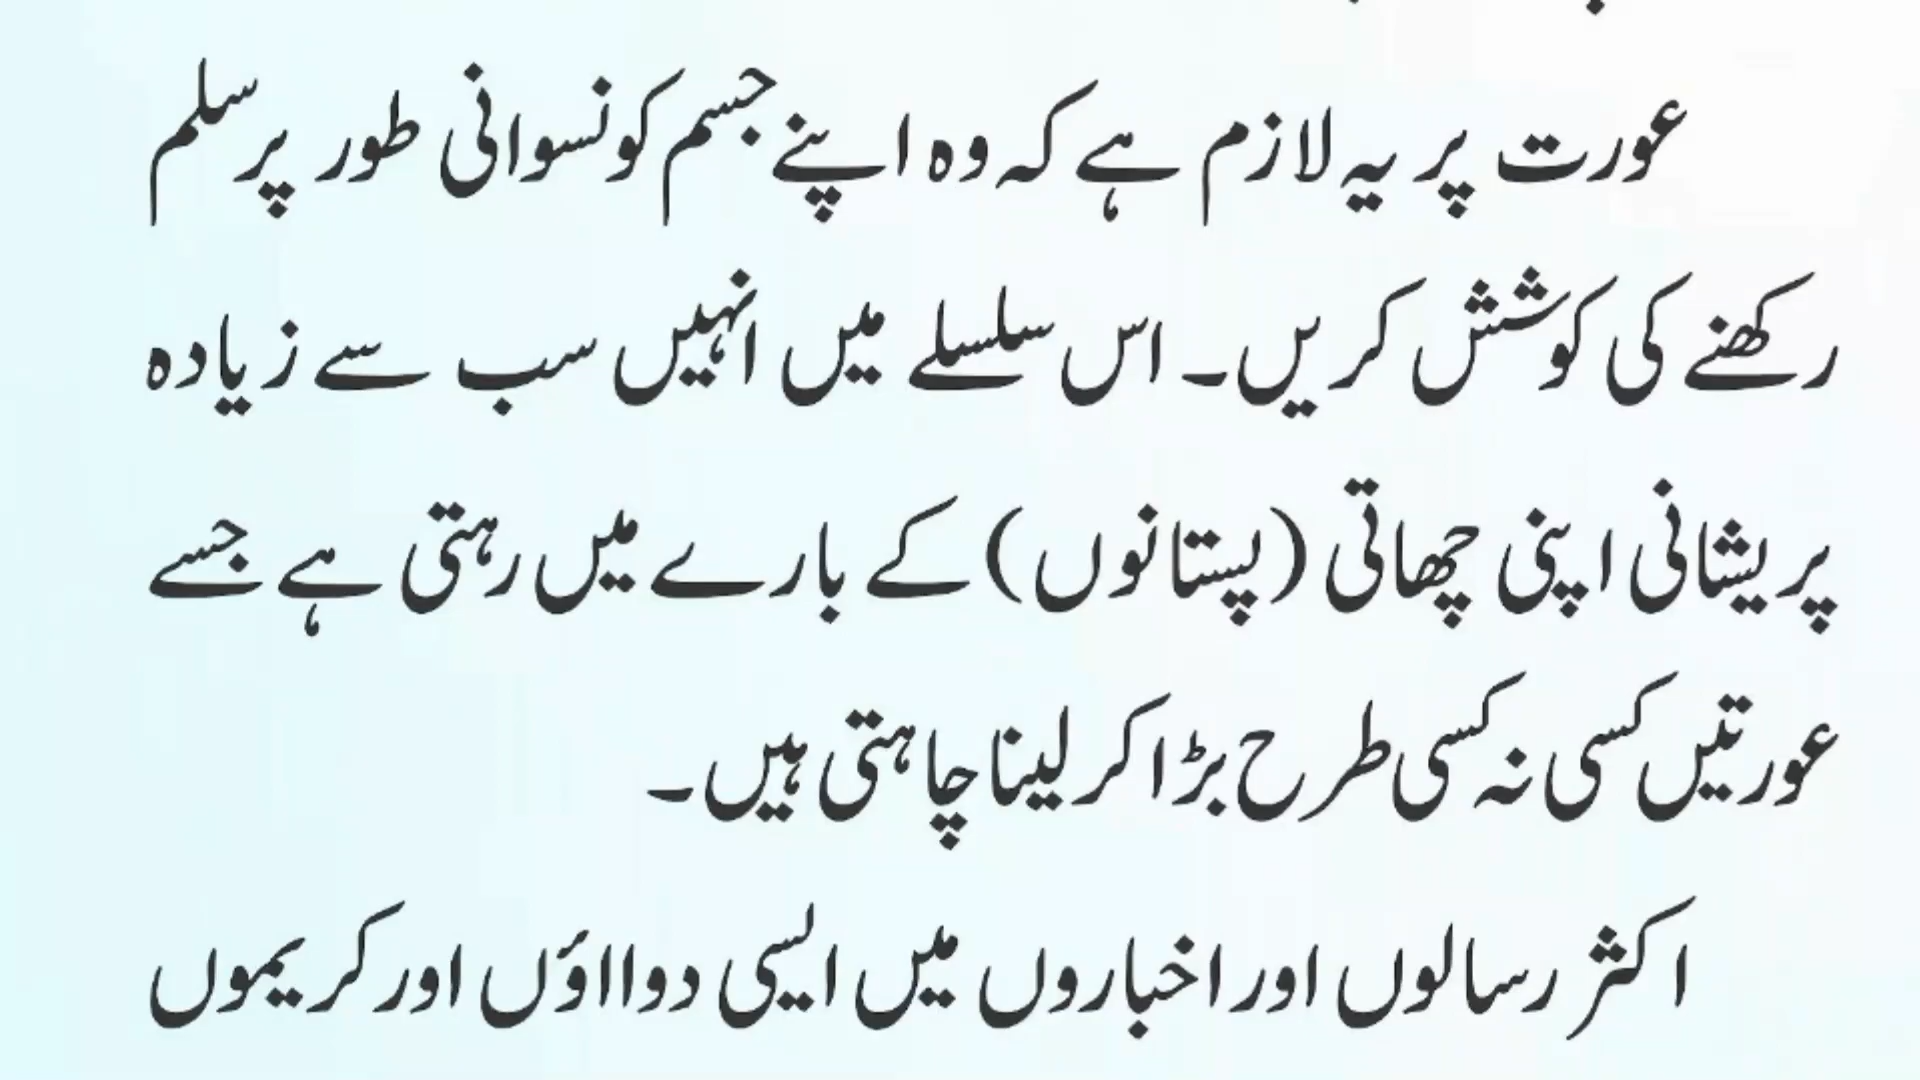 عورت پر یہ لازم ہے کہ وہ اپنے جسم کو نسوانی طور پر سلم
رکھنے کی کوشش کریں۔ اس سلسلے میں انہیں سب سے زیادہ
پریشانی اپنی چھاتی (پستانوں) کے بارے میں رہتی ہے جسے
عورتیں کسی نہ کسی طرح بڑا کر لینا چاہتی ہیں۔
اکثر رسالوں اور اخباروں میں ایسی دوااؤں اور کریموں